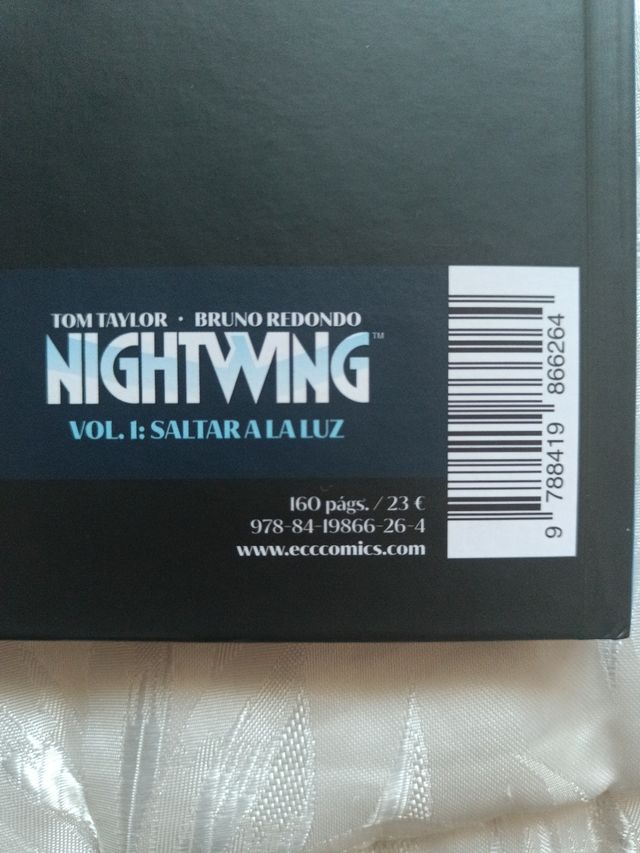 TOM TAYLOR · BRUNO REDONDO
NIGHTWING™
VOL. 1: SALTAR A LA LUZ
160 págs. / 23 €
978-84-19866-26-4
www.ecccomics.com
9 788419 866264